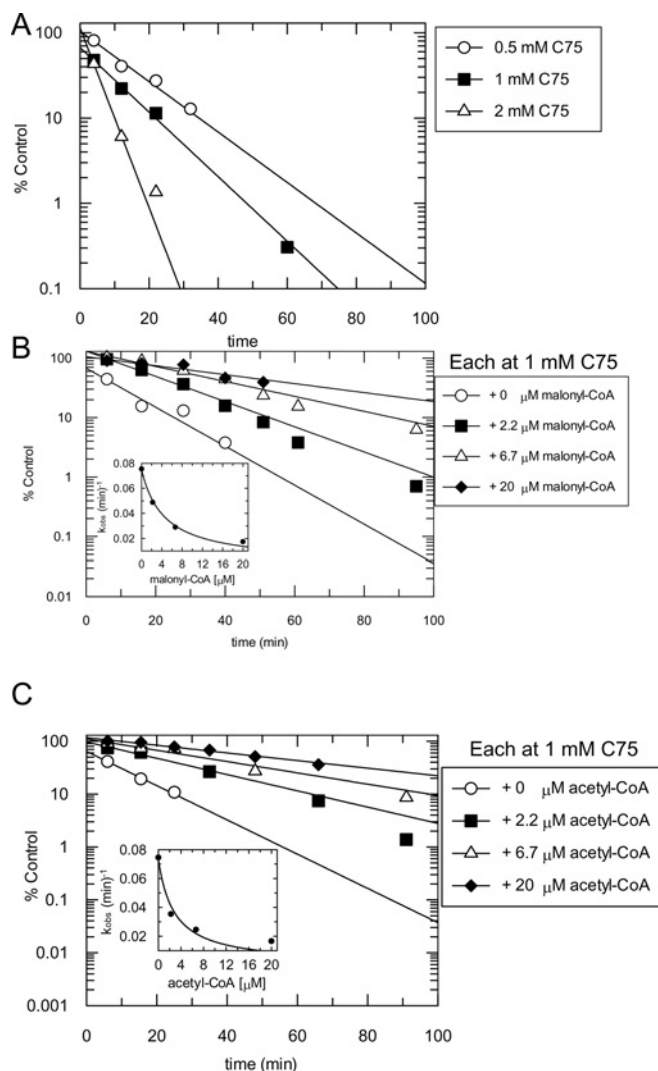 A
100
10
1
0.1
% Control
0 20 40 60 80 100
time
0.5 mM C75
1 mM C75
2 mM C75
B
100
10
1
0.1
0.01
% Control
0 20 40 60 80 100
time (min)
0.08
0.06
0.04
0.02
kobs (min)-1
0 4 8 12 16 20
malonyl-CoA [μM]
Each at 1 mM C75
+ 0 μM malonyl-CoA
+ 2.2 μM malonyl-CoA
+ 6.7 μM malonyl-CoA
+ 20 μM malonyl-CoA
C
100
10
1
0.1
0.01
0.001
% Control
0 20 40 60 80 100
time (min)
0.08
0.06
0.04
0.02
kobs (min)-1
0 4 8 12 16 20
acetyl-CoA [μM]
Each at 1 mM C75
+ 0 μM acetyl-CoA
+ 2.2 μM acetyl-CoA
+ 6.7 μM acetyl-CoA
+ 20 μM acetyl-CoA